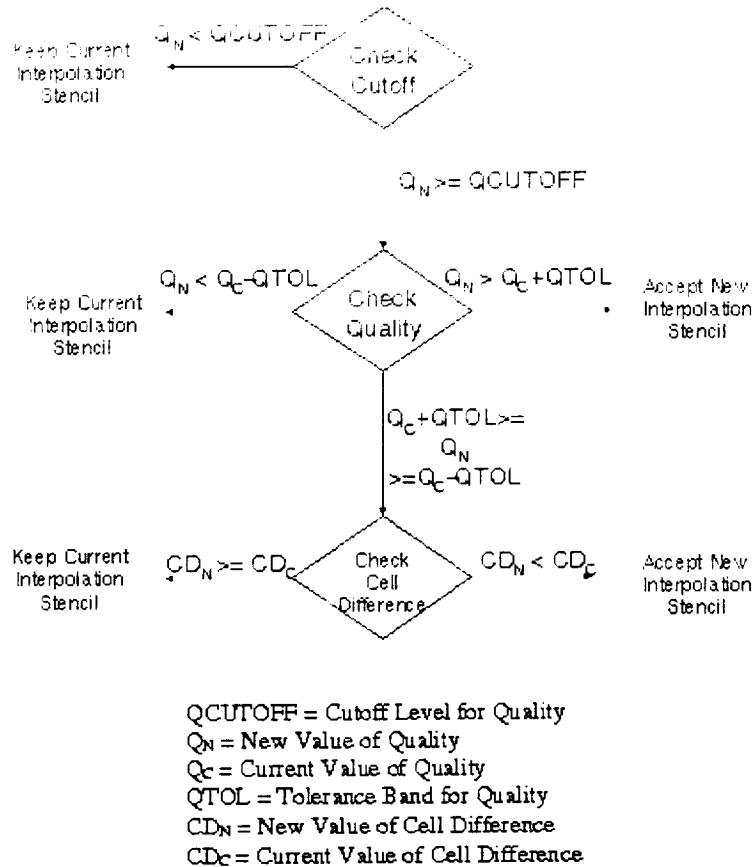 Q_N < QCUTOFF
Keep Current
Interpolation
Stencil
Check
Cutoff
Q_N >= QCUTOFF
Q_N < Q_C-QTOL
Q_N > Q_C+QTOL
Keep Current
Interpolation
Stencil
Check
Quality
Accept New
Interpolation
Stencil
Q_C+QTOL>=
Q_N
>=Q_C-QTOL
Keep Current
Interpolation
Stencil
CD_N >= CD_C
Check
Cell
Difference
CD_N < CD_C
Accept New
Interpolation
Stencil
QCUTOFF = Cutoff Level for Quality
Q_N = New Value of Quality
Q_C = Current Value of Quality
QTOL = Tolerance Band for Quality
CD_N = New Value of Cell Difference
CD_C = Current Value of Cell Difference